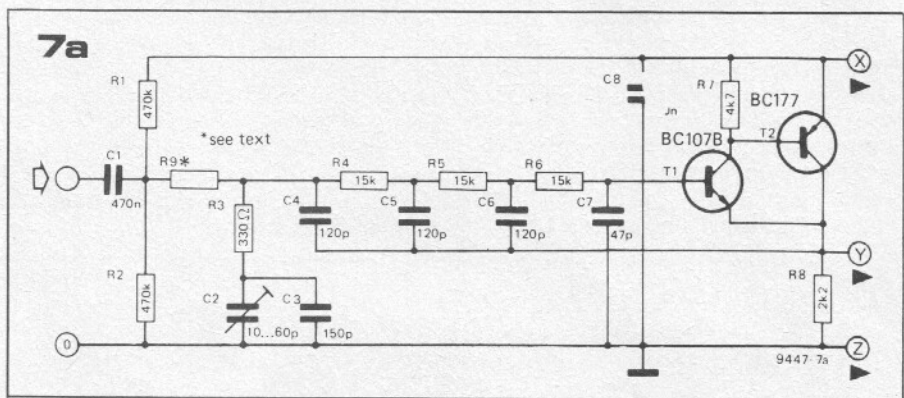 7a
X
R1
470k
C8
R7
4k7
BC177
*see text
BC107B
T2
R9*
R4
R5
R6
C1
15k
15k
15k
T1
470n
R3
330Ω
C4
C5
C6
C7
120p
120p
120p
47p
R2
470k
Y
R8
2k2
C2
C3
10...60p
150p
0
Z
9447-7a